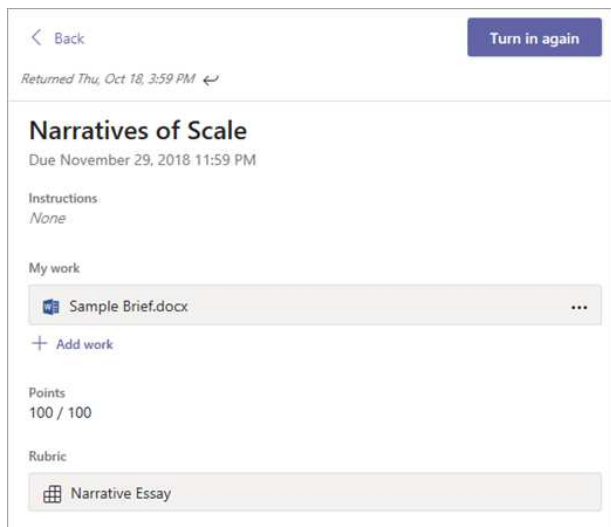 Back
Turn in again
Returned Thu, Oct 18, 3:59 PM
Narratives of Scale
Due November 29, 2018 11:59 PM
Instructions
None
My work
Sample Brief.docx
Add work
Points
100 / 100
Rubric
Narrative Essay